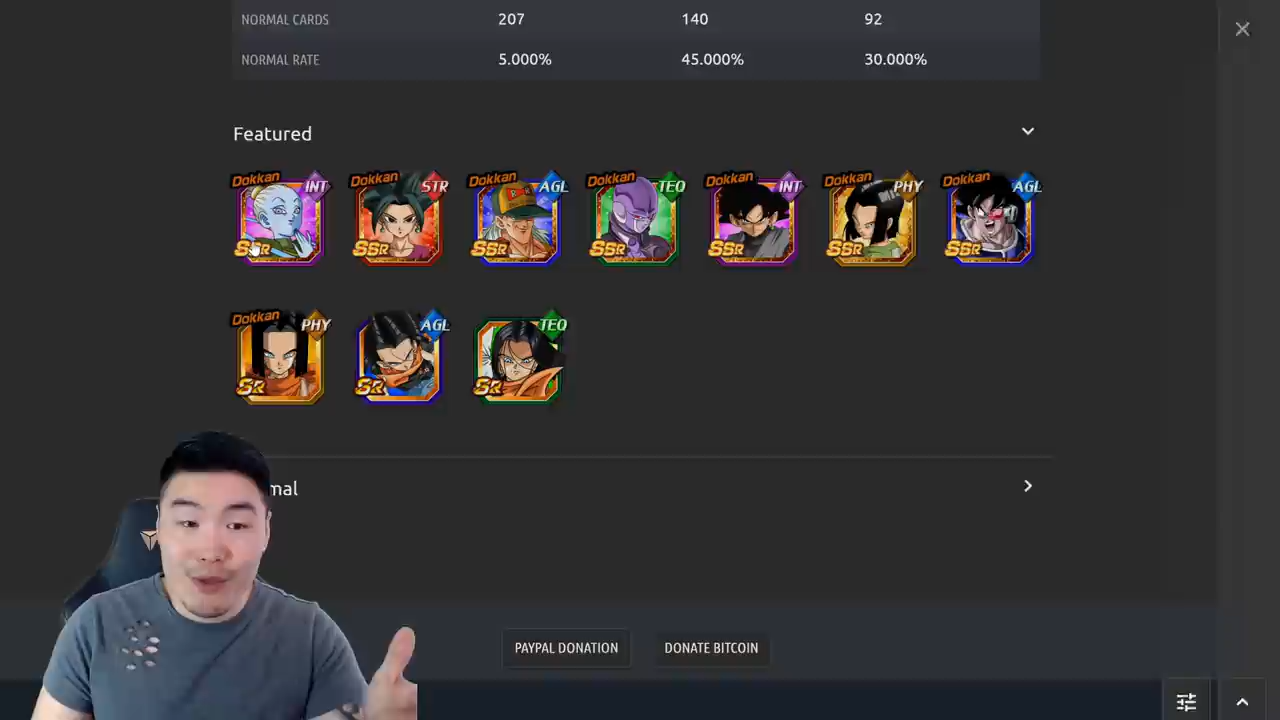 NORMAL CARDS 207 140 92
NORMAL RATE 5.000% 45.000% 30.000%
Featured
Dokkan INT Dokkan STR Dokkan AGL Dokkan TEQ Dokkan INT Dokkan PHY Dokkan AGL
SSR SSR SSR SSR SSR SSR SSR
Dokkan PHY AGL TEQ
SR SR SR
mal
PAYPAL DONATION DONATE BITCOIN